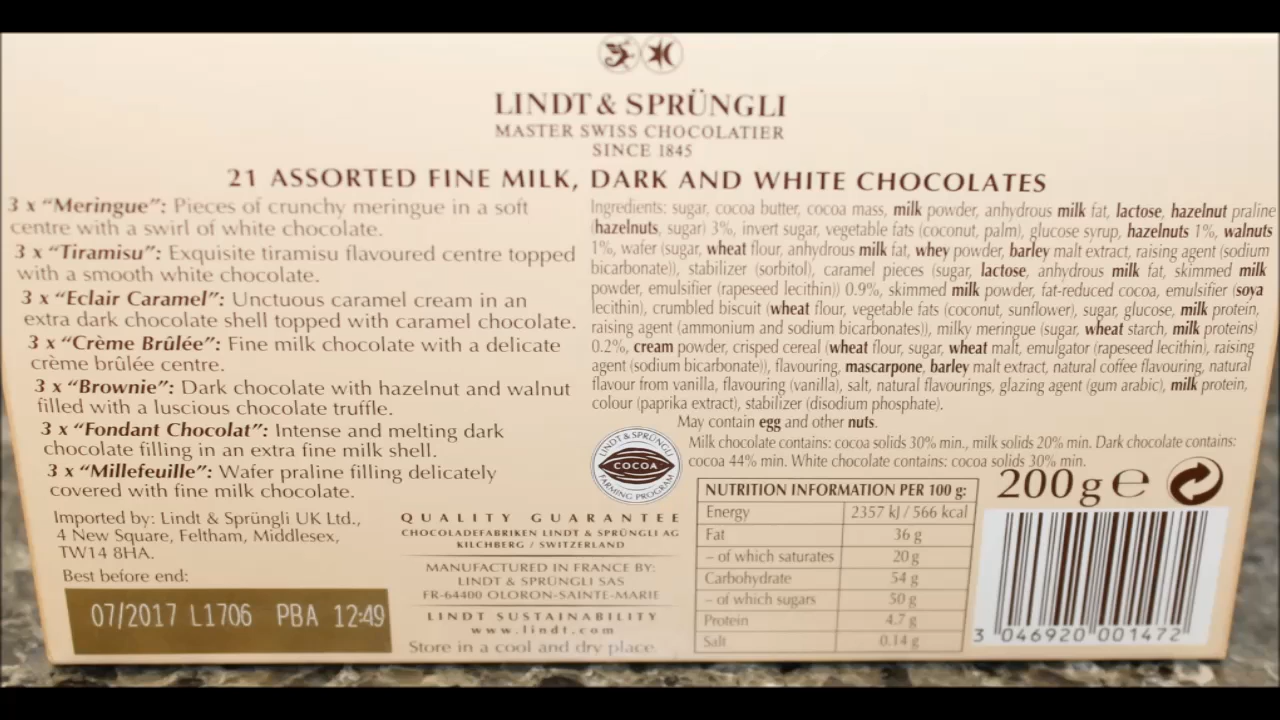 LINDT & SPRÜNGLI
MASTER SWISS CHOCOLATIER
SINCE 1845
21 ASSORTED FINE MILK, DARK AND WHITE CHOCOLATES
3 x “Meringue”: Pieces of crunchy meringue in a soft
centre with a swirl of white chocolate.
3 x “Tiramisu”: Exquisite tiramisu flavoured centre topped
with a smooth white chocolate.
3 x “Eclair Caramel”: Unctuous caramel cream in an
extra dark chocolate shell topped with caramel chocolate.
3 x “Crème Brûlée”: Fine milk chocolate with a delicate
crème brûlée centre.
3 x “Brownie”: Dark chocolate with hazelnut and walnut
filled with a luscious chocolate truffle.
3 x “Fondant Chocolat”: Intense and melting dark
chocolate filling in an extra fine milk shell.
3 x “Millefeuille”: Wafer praline filling delicately
covered with fine milk chocolate.
Imported by: Lindt & Sprüngli UK Ltd.,
4 New Square, Feltham, Middlesex,
TW14 8HA.
Best before end:
07/2017 L1706 PBA 12:49
QUALITY GUARANTEE
CHOCOLADEFABRIKEN LINDT & SPRÜNGLI AG
KILCHBERG / SWITZERLAND
MANUFACTURED IN FRANCE BY:
LINDT & SPRÜNGLI SAS
FR-64400 OLORON-SAINTE-MARIE
LINDT SUSTAINABILITY
www.lindt.com
Store in a cool and dry place
Ingredients: sugar, cocoa butter, cocoa mass, milk powder, anhydrous milk fat, lactose, hazelnut praline
(hazelnuts, sugar) 3%, invert sugar, vegetable fats (coconut, palm), glucose syrup, hazelnuts 1%, walnuts
1%, wafer (sugar, wheat flour, anhydrous milk fat, whey powder, barley malt extract, raising agent (sodium
bicarbonate)), stabilizer (sorbitol), caramel pieces (sugar, lactose, anhydrous milk fat, skimmed milk
powder, emulsifier (rapeseed lecithin)) 0.9%, skimmed milk powder, fat-reduced cocoa, emulsifier (soya
lecithin), crumbled biscuit (wheat flour, vegetable fats (coconut, sunflower), sugar, glucose, milk protein,
raising agent (ammonium and sodium bicarbonates)), milky meringue (sugar, wheat starch, milk proteins)
0.2%, cream powder, crisped cereal (wheat flour, sugar, wheat malt, emulgator (rapeseed lecithin), raising
agent (sodium bicarbonate)), flavouring, mascarpone, barley malt extract, natural coffee flavouring, natural
flavour from vanilla, flavouring (vanilla), salt, natural flavourings, glazing agent (gum arabic), milk protein,
colour (paprika extract), stabilizer (disodium phosphate).
May contain egg and other nuts.
Milk chocolate contains: cocoa solids 30% min., milk solids 20% min. Dark chocolate contains:
cocoa 44% min. White chocolate contains: cocoa solids 30% min.
LINDT & SPRÜNGLI
COCOA
FARMING PROGRAM
NUTRITION INFORMATION PER 100 g:
Energy 2357 kJ / 566 kcal
Fat 36 g
– of which saturates 20 g
Carbohydrate 54 g
– of which sugars 50 g
Protein 4.7 g
Salt 0.14 g
200 g ℮
3 046920 001472